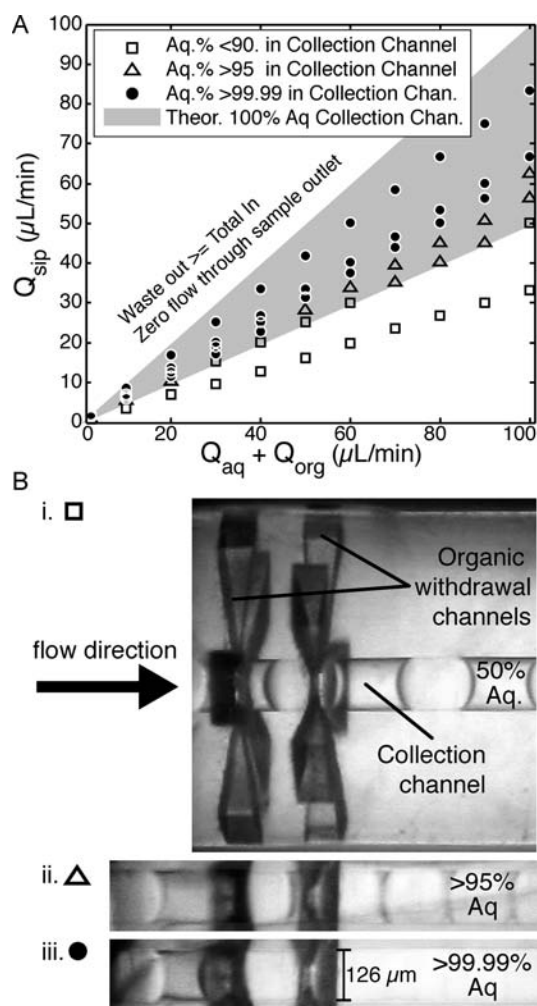 A
Aq.% <90. in Collection Channel
Aq.% >95 in Collection Channel
Aq.% >99.99 in Collection Chan.
Theor. 100% Aq Collection Chan.
Waste out >= Total In
Zero flow through sample outlet
100
90
80
70
60
50
40
30
20
10
0
Qsip (µL/min)
0 20 40 60 80 100
Qaq + Qorg (µL/min)
B
i.
Organic
withdrawal
channels
flow direction
50%
Aq.
Collection
channel
ii.
>95%
Aq
iii.
126 µm
>99.99%
Aq